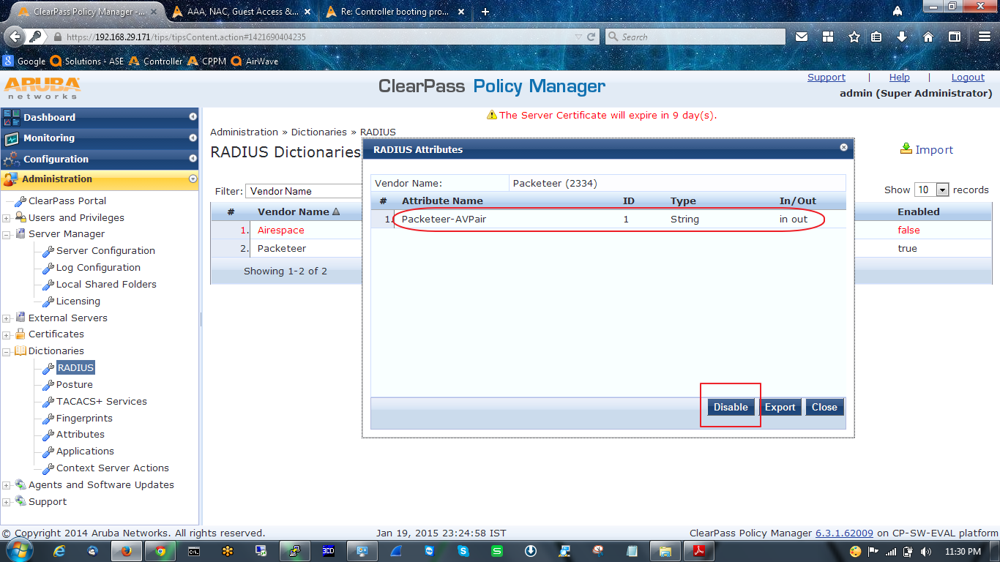 ClearPass Policy Manager -...
AAA, NAC, Guest Access &...
Re: Controller booting pro...
https://192.168.29.171/tips/tipsContent.action#1421690404235
Search
Google
Solutions - ASE
Controller
CPPM
AirWave
ARUBA
networks
ClearPass Policy Manager
Support | Help | Logout
admin (Super Administrator)
The Server Certificate will expire in 9 day(s).
Dashboard
Monitoring
Configuration
Administration
ClearPass Portal
Users and Privileges
Server Manager
Server Configuration
Log Configuration
Local Shared Folders
Licensing
External Servers
Certificates
Dictionaries
RADIUS
Posture
TACACS+ Services
Fingerprints
Attributes
Applications
Context Server Actions
Agents and Software Updates
Support
Administration » Dictionaries » RADIUS
RADIUS Dictionaries
Import
Filter: Vendor Name
Show 10 records
# Vendor Name Enabled
1. Airespace false
2. Packeteer true
Showing 1-2 of 2
RADIUS Attributes
Vendor Name: Packeteer (2334)
# Attribute Name ID Type In/Out
1. Packeteer-AVPair 1 String in out
Disable Export Close
© Copyright 2014 Aruba Networks. All rights reserved. Jan 19, 2015 23:24:58 IST ClearPass Policy Manager 6.3.1.62009 on CP-SW-EVAL platform
11:30 PM